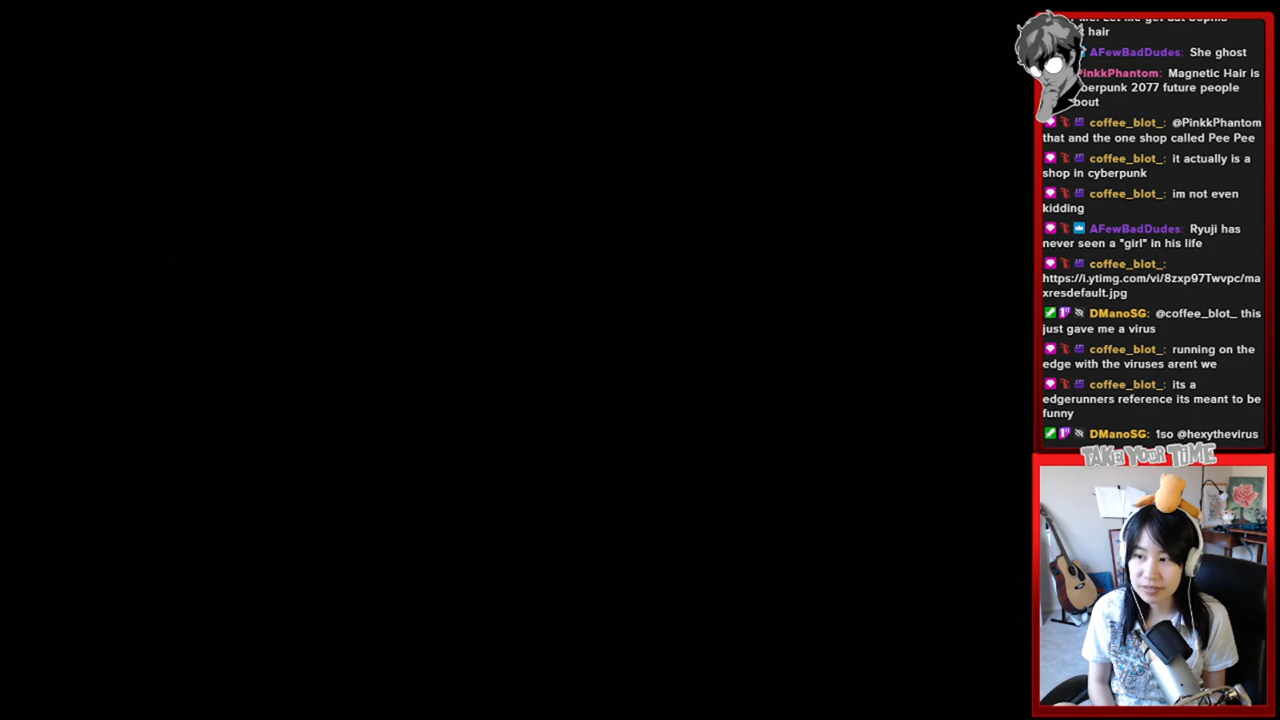 k hair
AFewBadDudes: She ghost
PinkkPhantom: Magnetic Hair is
berpunk 2077 future people
bout
coffee_blot_: @PinkkPhantom
that and the one shop called Pee Pee
coffee_blot_: it actually is a
shop in cyberpunk
coffee_blot_: im not even
kidding
AFewBadDudes: Ryuji has
never seen a "girl" in his life
coffee_blot_:
https://i.ytimg.com/vi/8zxp97Twvpc/ma
xresdefault.jpg
DManoSG: @coffee_blot_ this
just gave me a virus
coffee_blot_: running on the
edge with the viruses arent we
coffee_blot_: its a
edgerunners reference its meant to be
funny
DManoSG: 1so @hexythevirus
TAKE YOUR TIME